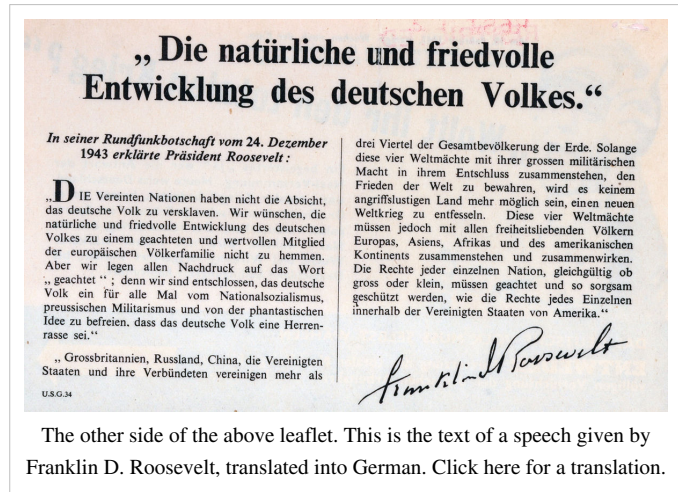 „ Die natürliche und friedvolle
Entwicklung des deutschen Volkes.“
In seiner Rundfunkbotschaft vom 24. Dezember
1943 erklärte Präsident Roosevelt :
„DIE Vereinten Nationen haben nicht die Absicht,
das deutsche Volk zu versklaven. Wir wünschen, die
natürliche und friedvolle Entwicklung des deutschen
Volkes zu einem geachteten und wertvollen Mitglied
der europäischen Völkerfamilie nicht zu hemmen.
Aber wir legen allen Nachdruck auf das Wort
„ geachtet “ ; denn wir sind entschlossen, das deutsche
Volk ein für alle Mal vom Nationalsozialismus,
preussischen Militarismus und von der phantastischen
Idee zu befreien, dass das deutsche Volk eine Herren-
rasse sei.“
„ Grossbritannien, Russland, China, die Vereinigten
Staaten und ihre Verbündeten vereinigen mehr als
U.S.G.34
drei Viertel der Gesamtbevölkerung der Erde. Solange
diese vier Weltmächte mit ihrer grossen militärischen
Macht in ihrem Entschluss zusammenstehen, den
Frieden der Welt zu bewahren, wird es keinem
angriffslustigen Land mehr möglich sein, einen neuen
Weltkrieg zu entfesseln. Diese vier Weltmächte
müssen jedoch mit allen freiheitsliebenden Völkern
Europas, Asiens, Afrikas und des amerikanischen
Kontinents zusammenstehen und zusammenwirken.
Die Rechte jeder einzelnen Nation, gleichgültig ob
gross oder klein, müssen geachtet und so sorgsam
geschützt werden, wie die Rechte jedes Einzelnen
innerhalb der Vereinigten Staaten von Amerika.“
Franklin D Roosevelt
The other side of the above leaflet. This is the text of a speech given by
Franklin D. Roosevelt, translated into German. Click here for a translation.